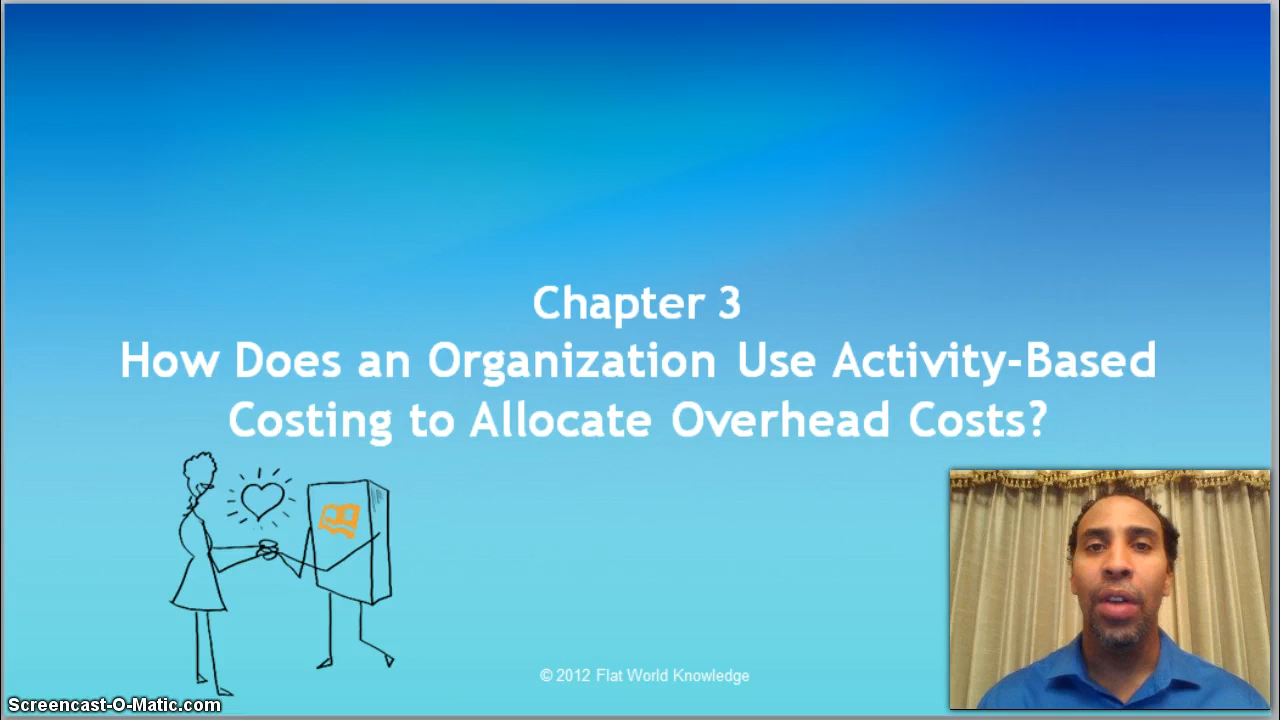 Chapter 3
How Does an Organization Use Activity-Based
Costing to Allocate Overhead Costs?
© 2012 Flat World Knowledge
Screencast-O-Matic.com